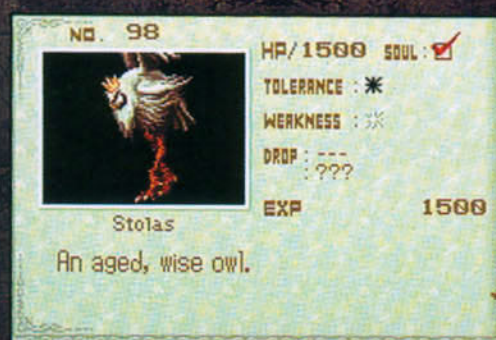 NO. 98
HP/1500 SOUL:
TOLERANCE :
WEAKNESS :
DROP : ---
: ???
EXP 1500
Stolas
An aged, wise owl.